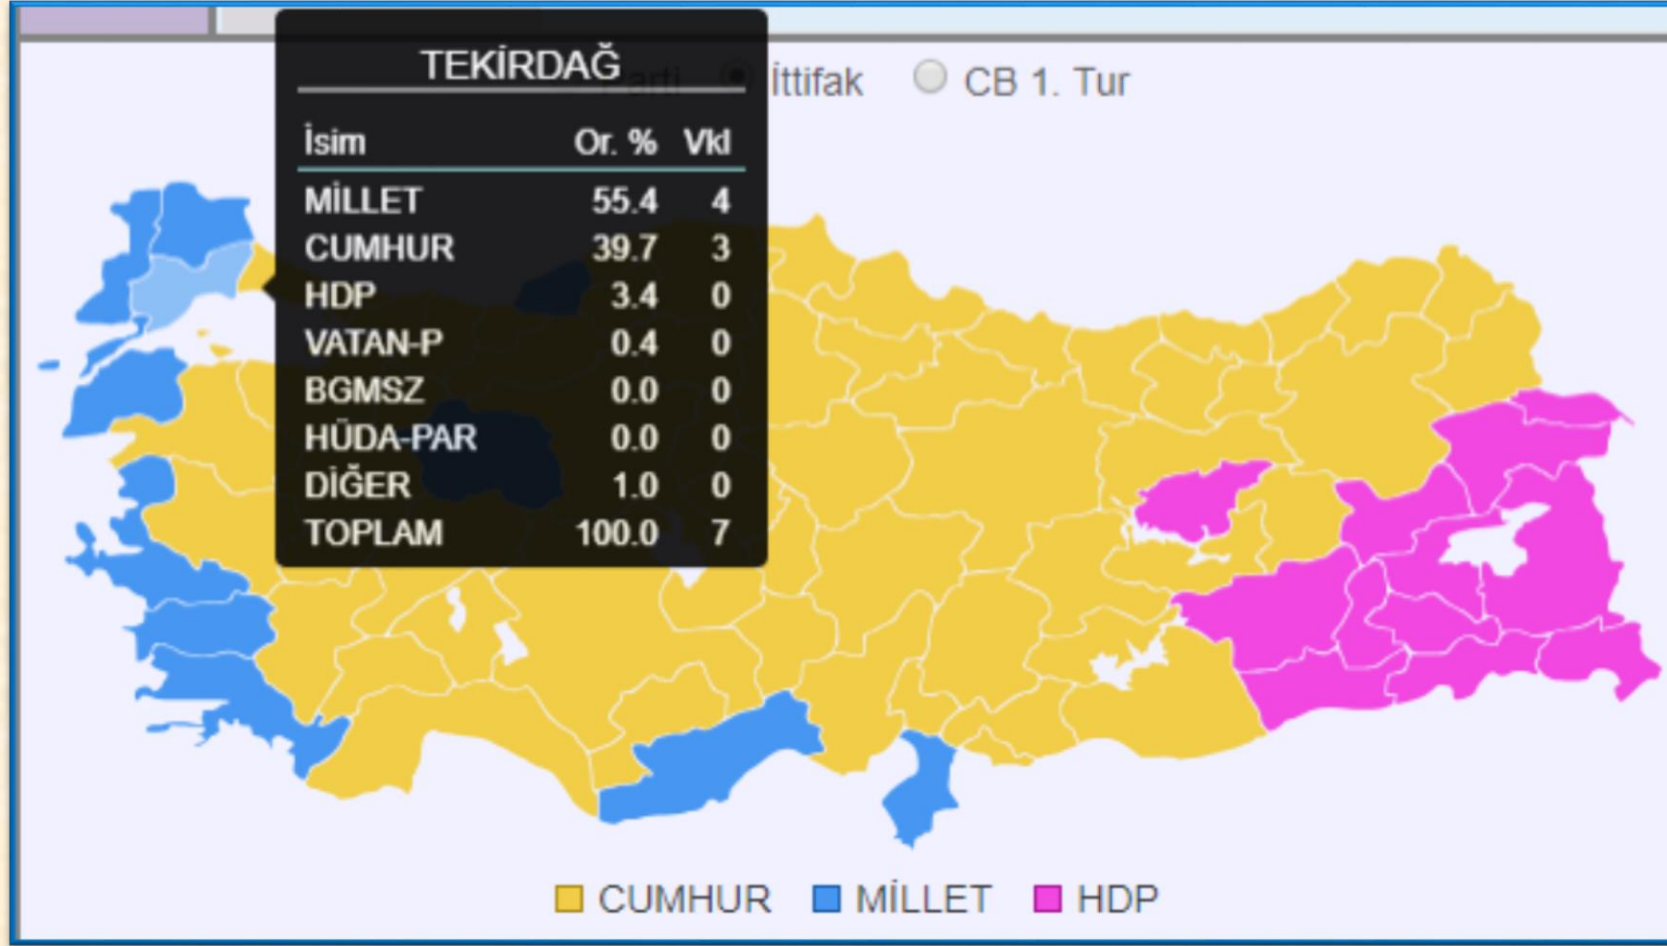 Parti İttifak CB 1. Tur
TEKİRDAĞ
İsim Or. % Vkl
MİLLET 55.4 4
CUMHUR 39.7 3
HDP 3.4 0
VATAN-P 0.4 0
BGMSZ 0.0 0
HÜDA-PAR 0.0 0
DİĞER 1.0 0
TOPLAM 100.0 7
CUMHUR MİLLET HDP